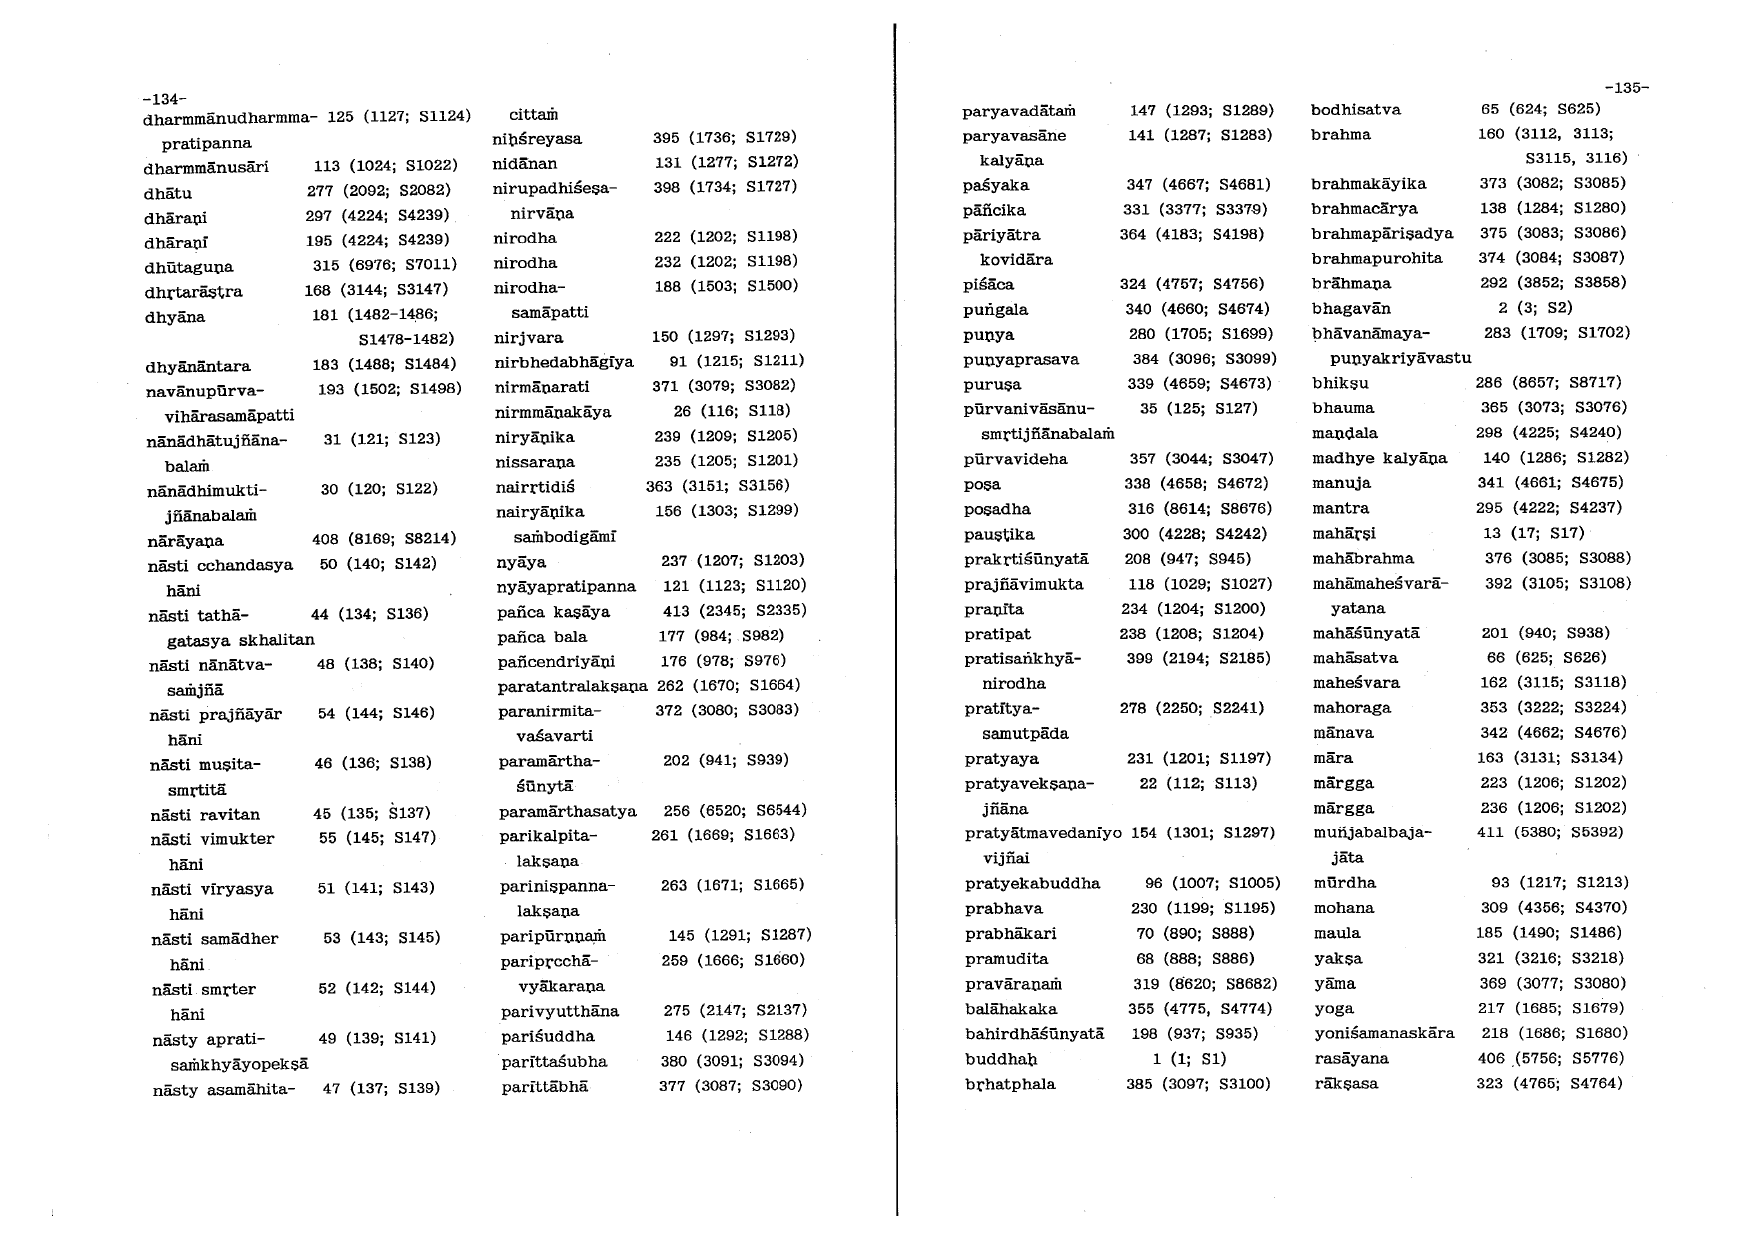 -134-
dharmmānudharmma- 125 (1127; S1124)
pratipanna
dharmmānusāri 113 (1024; S1022)
dhātu 277 (2092; S2082)
dhāraṇi 297 (4224; S4239)
dhāraṇī 195 (4224; S4239)
dhūtaguṇa 315 (6976; S7011)
dhṛtarāṣṭra 168 (3144; S3147)
dhyāna 181 (1482-1486;
S1478-1482)
dhyānāntara 183 (1488; S1484)
navānupūrva- 193 (1502; S1498)
vihārasamāpatti
nānādhātujñāna- 31 (121; S123)
balaṁ
nānādhimukti- 30 (120; S122)
jñānabalaṁ
nārāyaṇa 408 (8169; S8214)
nāsti cchandasya 50 (140; S142)
hāni
nāsti tathā- 44 (134; S136)
gatasya skhalitan
nāsti nānātva- 48 (138; S140)
saṁjñā
nāsti prajñāyār 54 (144; S146)
hāni
nāsti muṣita- 46 (136; S138)
smṛtitā
nāsti ravitan 45 (135; S137)
nāsti vimukter 55 (145; S147)
hāni
nāsti vīryasya 51 (141; S143)
hāni
nāsti samādher 53 (143; S145)
hāni
nāsti smṛter 52 (142; S144)
hāni
nāsty aprati- 49 (139; S141)
saṁkhyāyopekṣā
nāsty asamāhita- 47 (137; S139)
cittaṁ
niḥśreyasa 395 (1736; S1729)
nidānan 131 (1277; S1272)
nirupadhiśeṣa- 398 (1734; S1727)
nirvāṇa
nirodha 222 (1202; S1198)
nirodha 232 (1202; S1198)
nirodha- 188 (1503; S1500)
samāpatti
nirjvara 150 (1297; S1293)
nirbhedabhāgīya 91 (1215; S1211)
nirmāṇarati 371 (3079; S3082)
nirmmāṇakāya 26 (116; S118)
niryāṇika 239 (1209; S1205)
nissaraṇa 235 (1205; S1201)
nairṛtidiś 363 (3151; S3156)
nairyāṇika 156 (1303; S1299)
saṁbodigāmī
nyāya 237 (1207; S1203)
nyāyapratipanna 121 (1123; S1120)
pañca kaṣāya 413 (2345; S2335)
pañca bala 177 (984; S982)
pañcendriyāṇi 176 (978; S976)
paratantralakṣaṇa 262 (1670; S1664)
paranirmita- 372 (3080; S3083)
vaśavarti
paramārtha- 202 (941; S939)
śūnytā
paramārthasatya 256 (6520; S6544)
parikalpita- 261 (1669; S1663)
lakṣaṇa
pariniṣpanna- 263 (1671; S1665)
lakṣaṇa
paripūrṇṇaṁ 145 (1291; S1287)
paripṛcchā- 259 (1666; S1660)
vyākaraṇa
parivyutthāna 275 (2147; S2137)
pariśuddha 146 (1292; S1288)
parīttaśubha 380 (3091; S3094)
parīttābhā 377 (3087; S3090)
-135-
paryavadātaṁ 147 (1293; S1289)
paryavasāne 141 (1287; S1283)
kalyāṇa
paśyaka 347 (4667; S4681)
pāñcika 331 (3377; S3379)
pāriyātra 364 (4183; S4198)
kovidāra
piśāca 324 (4757; S4756)
puṅgala 340 (4660; S4674)
puṇya 280 (1705; S1699)
puṇyaprasava 384 (3096; S3099)
puruṣa 339 (4659; S4673)
pūrvanivāsānu- 35 (125; S127)
smṛtijñānabalaṁ
pūrvavideha 357 (3044; S3047)
poṣa 338 (4658; S4672)
poṣadha 316 (8614; S8676)
pauṣṭika 300 (4228; S4242)
prakṛtiśūnyatā 208 (947; S945)
prajñāvimukta 118 (1029; S1027)
praṇīta 234 (1204; S1200)
pratipat 238 (1208; S1204)
pratisaṅkhyā- 399 (2194; S2185)
nirodha
pratītya- 278 (2250; S2241)
samutpāda
pratyaya 231 (1201; S1197)
pratyavekṣaṇa- 22 (112; S113)
jñāna
pratyātmavedanīyo 154 (1301; S1297)
vijñai
pratyekabuddha 96 (1007; S1005)
prabhava 230 (1199; S1195)
prabhākari 70 (890; S888)
pramudita 68 (888; S886)
pravāraṇaṁ 319 (8620; S8682)
balāhakaka 355 (4775, S4774)
bahirdhāśūnyatā 198 (937; S935)
buddhaḥ 1 (1; S1)
bṛhatphala 385 (3097; S3100)
bodhisatva 65 (624; S625)
brahma 160 (3112, 3113;
S3115, 3116)
brahmakāyika 373 (3082; S3085)
brahmacārya 138 (1284; S1280)
brahmapāriṣadya 375 (3083; S3086)
brahmapurohita 374 (3084; S3087)
brāhmaṇa 292 (3852; S3858)
bhagavān 2 (3; S2)
bhāvanāmaya- 283 (1709; S1702)
puṇyakriyāvastu
bhikṣu 286 (8657; S8717)
bhauma 365 (3073; S3076)
maṇḍala 298 (4225; S4240)
madhye kalyāṇa 140 (1286; S1282)
manuja 341 (4661; S4675)
mantra 295 (4222; S4237)
mahārṣi 13 (17; S17)
mahābrahma 376 (3085; S3088)
mahāmaheśvarā- 392 (3105; S3108)
yatana
mahāśūnyatā 201 (940; S938)
mahāsatva 66 (625; S626)
maheśvara 162 (3115; S3118)
mahoraga 353 (3222; S3224)
mānava 342 (4662; S4676)
māra 163 (3131; S3134)
mārgga 223 (1206; S1202)
mārgga 236 (1206; S1202)
muñjabalbaja- 411 (5380; S5392)
jāta
mūrdha 93 (1217; S1213)
mohana 309 (4356; S4370)
maula 185 (1490; S1486)
yakṣa 321 (3216; S3218)
yāma 369 (3077; S3080)
yoga 217 (1685; S1679)
yoniśamanaskāra 218 (1686; S1680)
rasāyana 406 (5756; S5776)
rākṣasa 323 (4765; S4764)